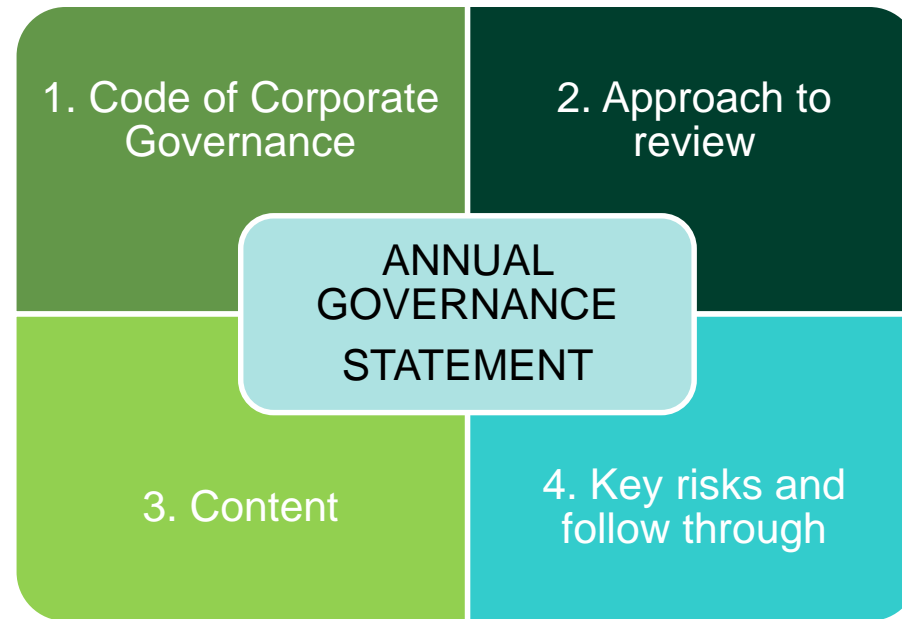 1. Code of Corporate
Governance
2. Approach to
review
ANNUAL
GOVERNANCE
STATEMENT
3. Content
4. Key risks and
follow through